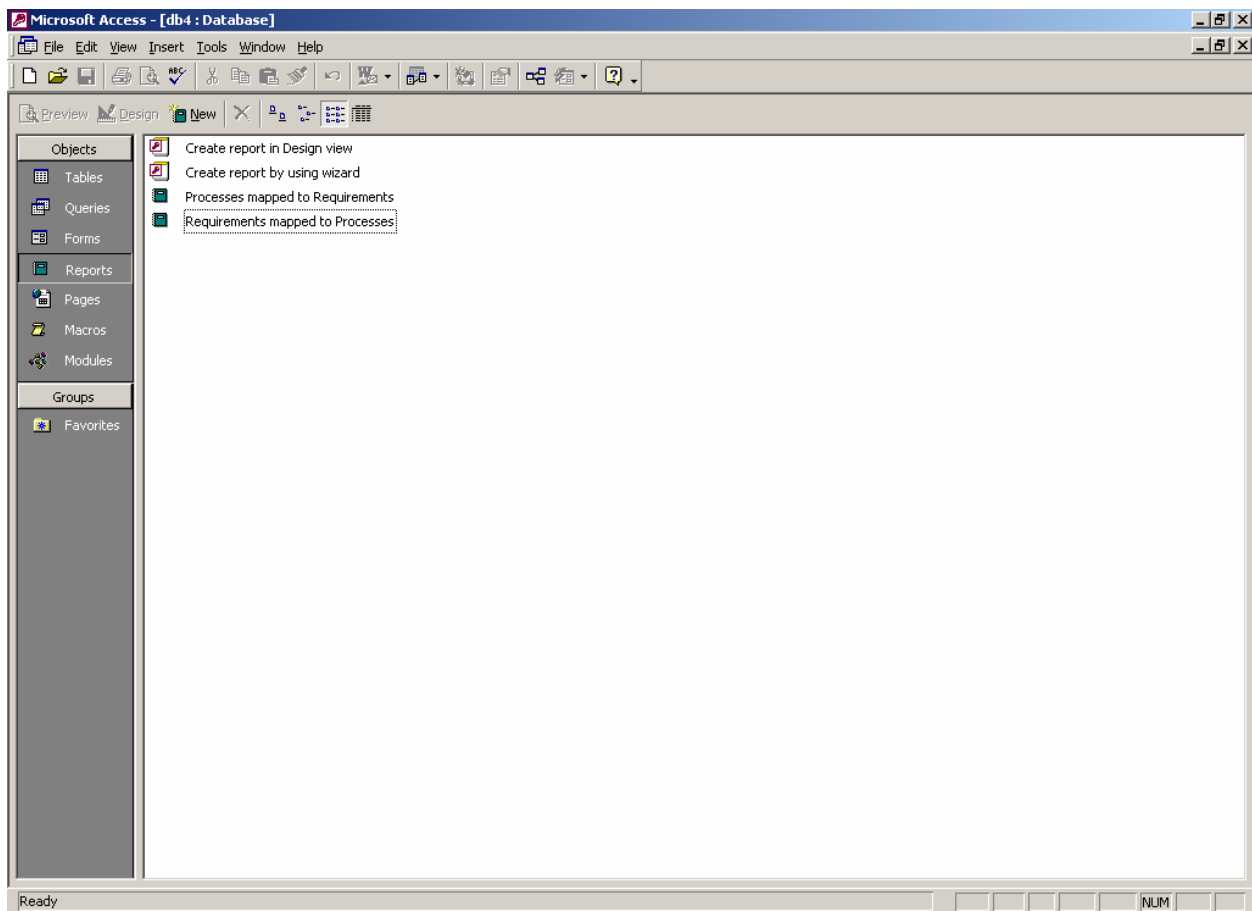 Microsoft Access - [db4 : Database]
File Edit View Insert Tools Window Help
Preview Design New
Objects
Tables
Queries
Forms
Reports
Pages
Macros
Modules
Groups
Favorites
Create report in Design view
Create report by using wizard
Processes mapped to Requirements
Requirements mapped to Processes
Ready NUM